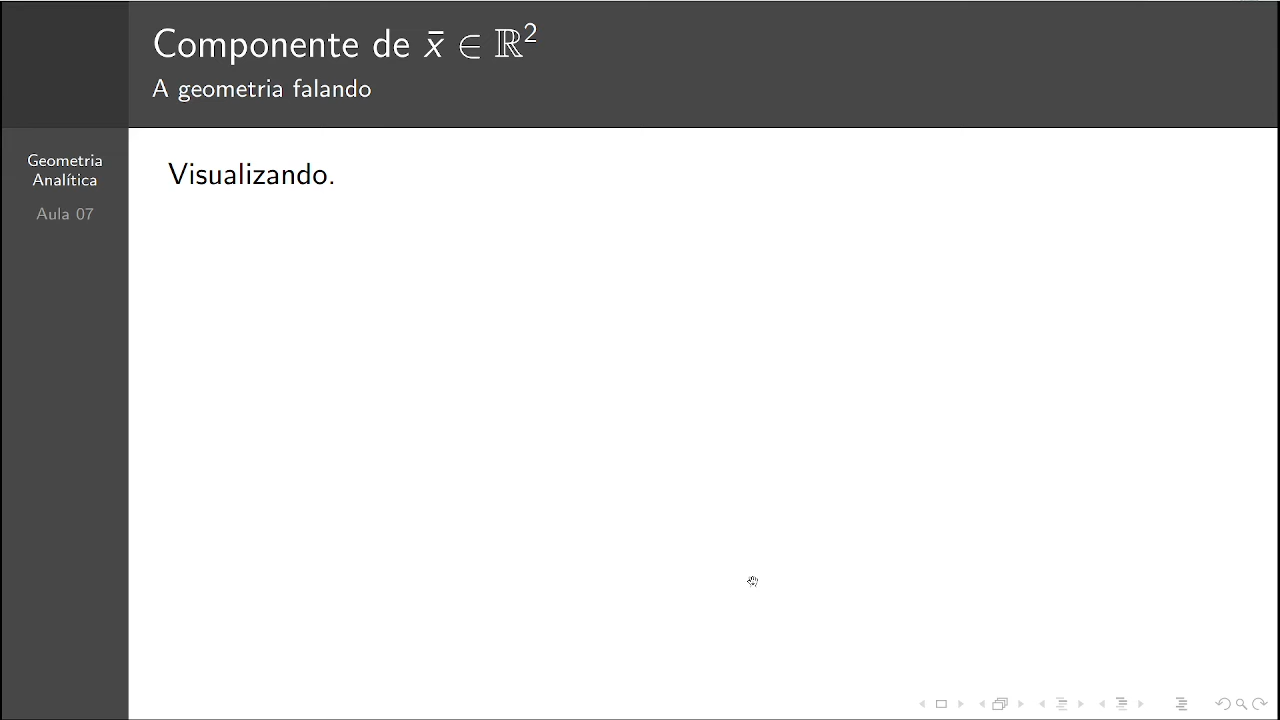 Componente de x̄ ∈ ℝ²
A geometria falando
Geometria
Analítica
Aula 07
Visualizando.